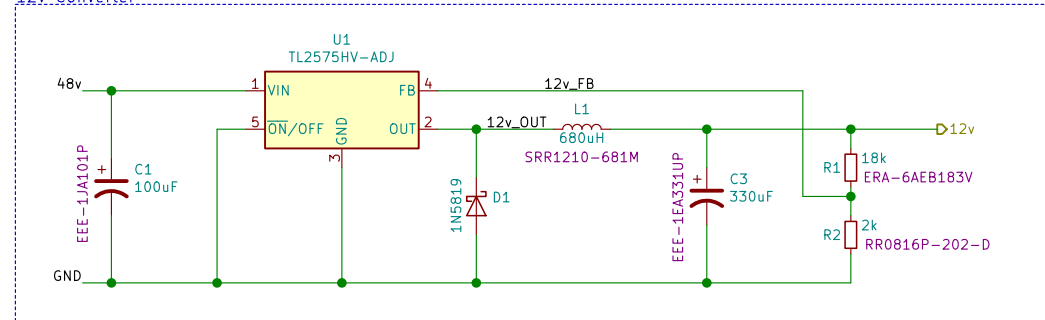 12v Converter
U1
TL2575HV-ADJ
48v
1
VIN
FB
4
12v_FB
5
ON/OFF
GND
OUT
2
12v_OUT
L1
680uH
SRR1210-681M
12v
3
EEE-1JA101P
+
C1
100uF
1N5819
D1
EEE-1EA331UP
+
C3
330uF
R1
18k
ERA-6AEB183V
R2
2k
RR0816P-202-D
GND